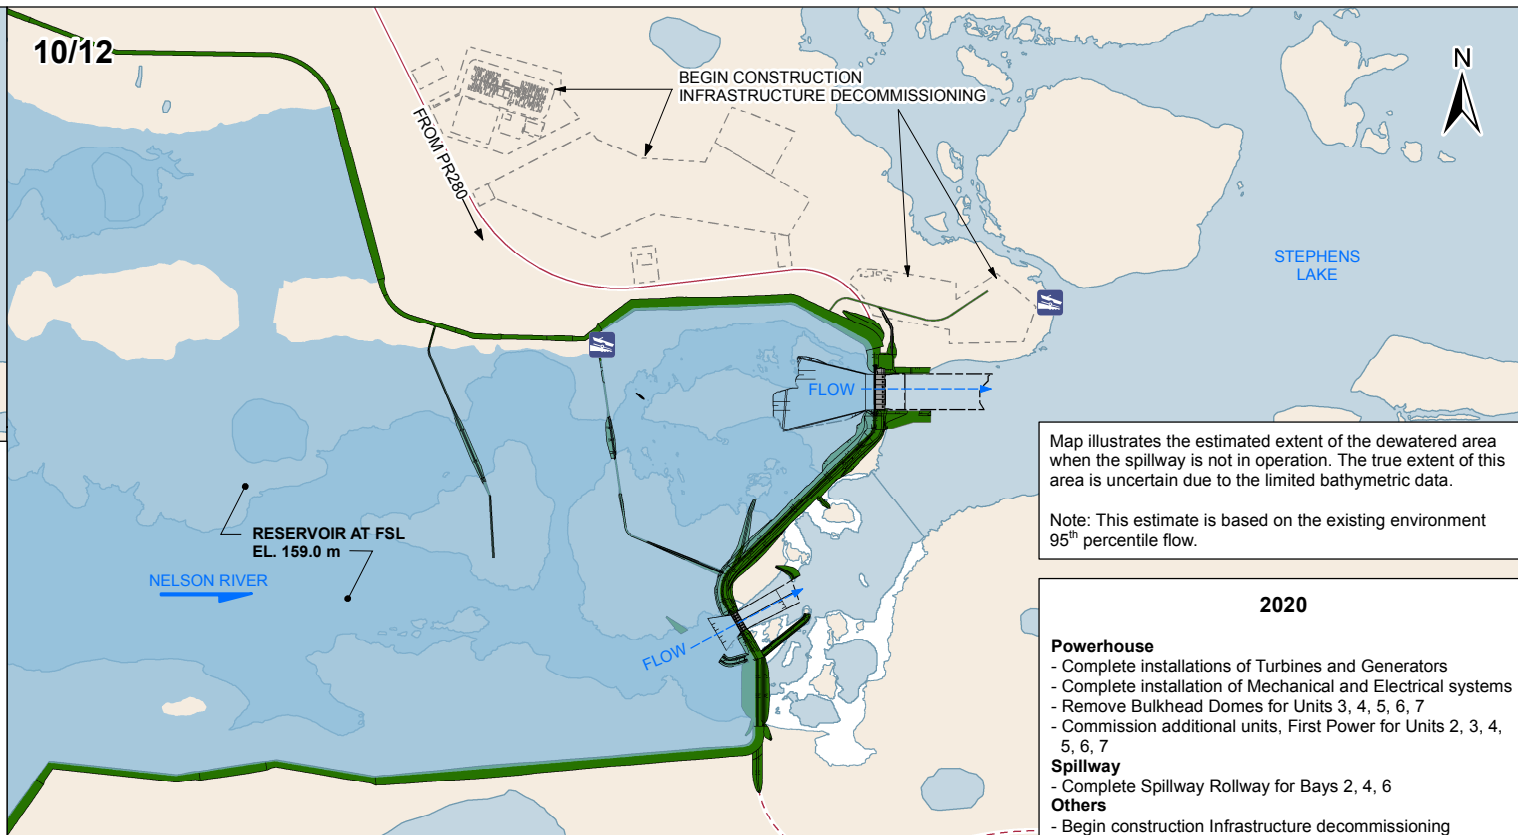 10/12
BEGIN CONSTRUCTION
INFRASTRUCTURE DECOMMISSIONING
N
FROM PR280
STEPHENS
LAKE
FLOW
RESERVOIR AT FSL
EL. 159.0 m
NELSON RIVER
FLOW
Map illustrates the estimated extent of the dewatered area
when the spillway is not in operation. The true extent of this
area is uncertain due to the limited bathymetric data.
Note: This estimate is based on the existing environment
95th percentile flow.
2020
Powerhouse
- Complete installations of Turbines and Generators
- Complete installation of Mechanical and Electrical systems
- Remove Bulkhead Domes for Units 3, 4, 5, 6, 7
- Commission additional units, First Power for Units 2, 3, 4,
5, 6, 7
Spillway
- Complete Spillway Rollway for Bays 2, 4, 6
Others
- Begin construction Infrastructure decommissioning